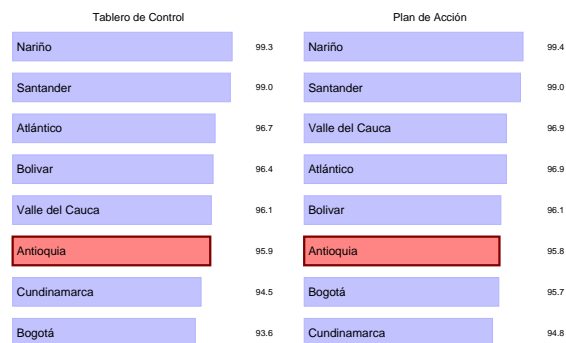 Tablero de Control
Nariño 99.3
Santander 99.0
Atlántico 96.7
Bolivar 96.4
Valle del Cauca 96.1
Antioquia 95.9
Cundinamarca 94.5
Bogotá 93.6
Plan de Acción
Nariño 99.4
Santander 99.0
Valle del Cauca 96.9
Atlántico 96.9
Bolivar 96.1
Antioquia 95.8
Bogotá 95.7
Cundinamarca 94.8